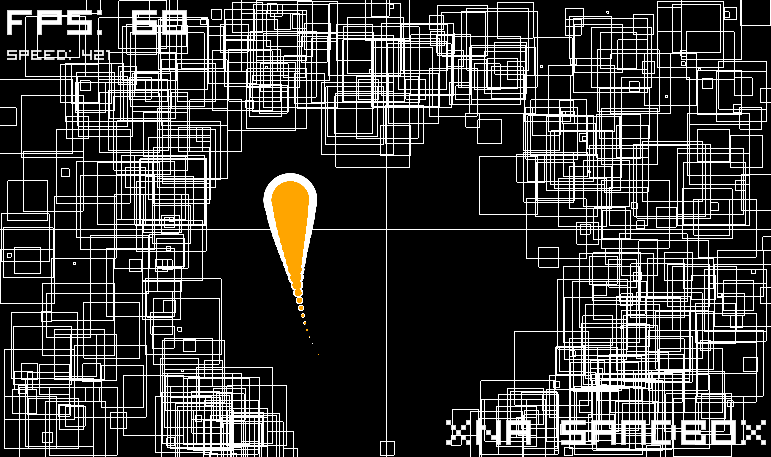 FPS: 60
SPEED: 421
XNA SANDBOX